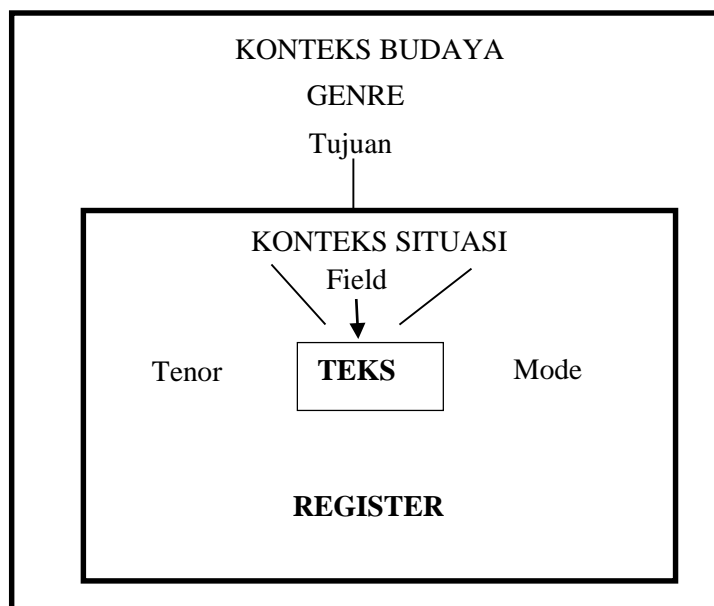 KONTEKS BUDAYA
GENRE
Tujuan
KONTEKS SITUASI
Field
Tenor TEKS Mode
REGISTER